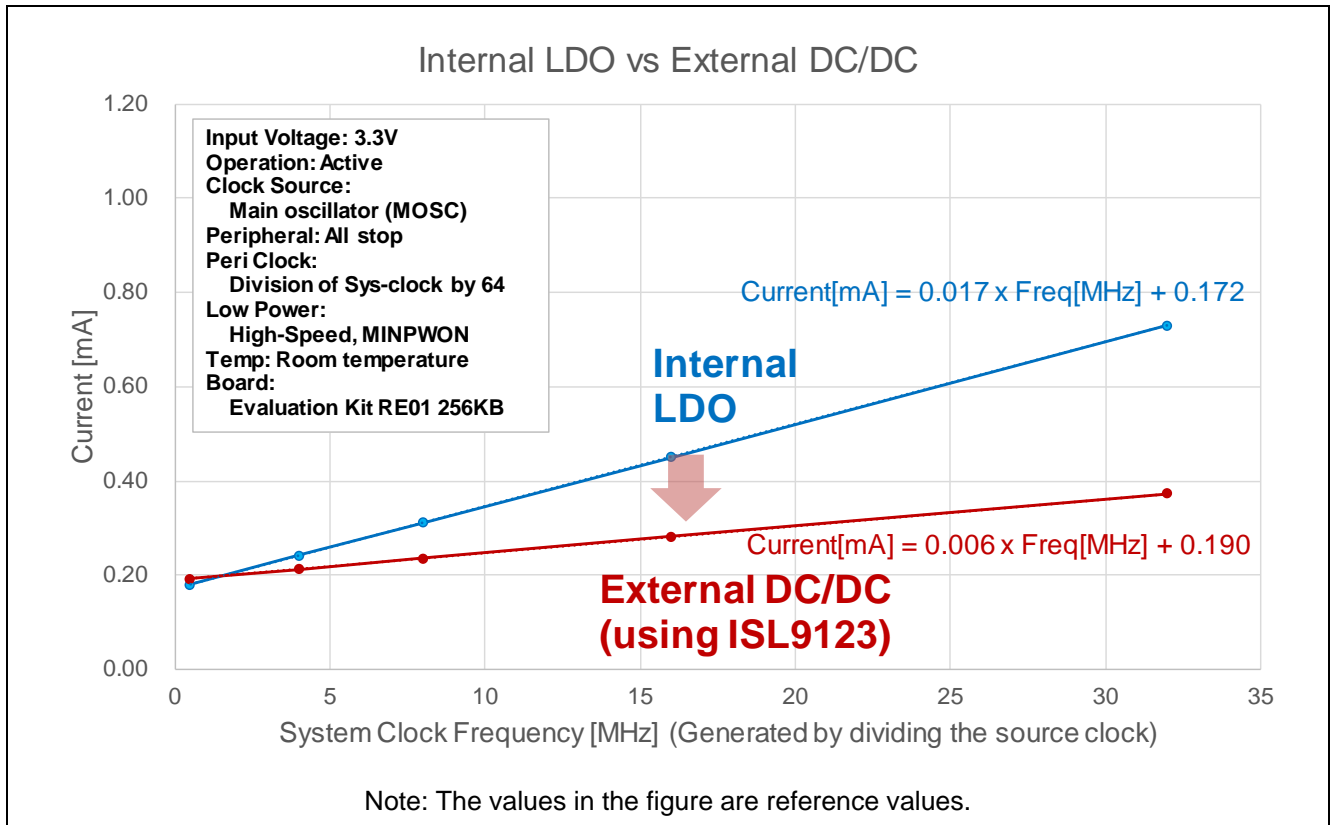 Internal LDO vs External DC/DC
1.20
1.00
0.80
0.60
0.40
0.20
0.00
Current [mA]
Input Voltage: 3.3V
Operation: Active
Clock Source:
Main oscillator (MOSC)
Peripheral: All stop
Peri Clock:
Division of Sys-clock by 64
Low Power:
High-Speed, MINPWON
Temp: Room temperature
Board:
Evaluation Kit RE01 256KB
Current[mA] = 0.017 x Freq[MHz] + 0.172
Internal
LDO
Current[mA] = 0.006 x Freq[MHz] + 0.190
External DC/DC
(using ISL9123)
0 5 10 15 20 25 30 35
System Clock Frequency [MHz] (Generated by dividing the source clock)
Note: The values in the figure are reference values.